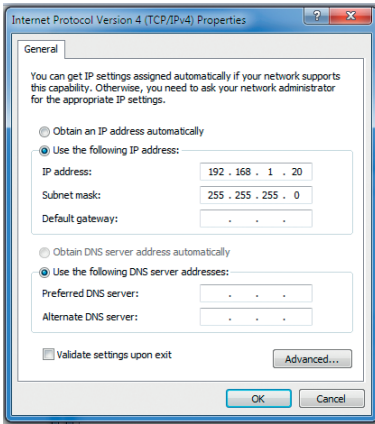 Internet Protocol Version 4 (TCP/IPv4) Properties
General
You can get IP settings assigned automatically if your network supports
this capability. Otherwise, you need to ask your network administrator
for the appropriate IP settings.
Obtain an IP address automatically
Use the following IP address:
IP address: 192 . 168 . 1 . 20
Subnet mask: 255 . 255 . 255 . 0
Default gateway: . . .
Obtain DNS server address automatically
Use the following DNS server addresses:
Preferred DNS server: . . .
Alternate DNS server: . . .
Validate settings upon exit
Advanced...
OK Cancel